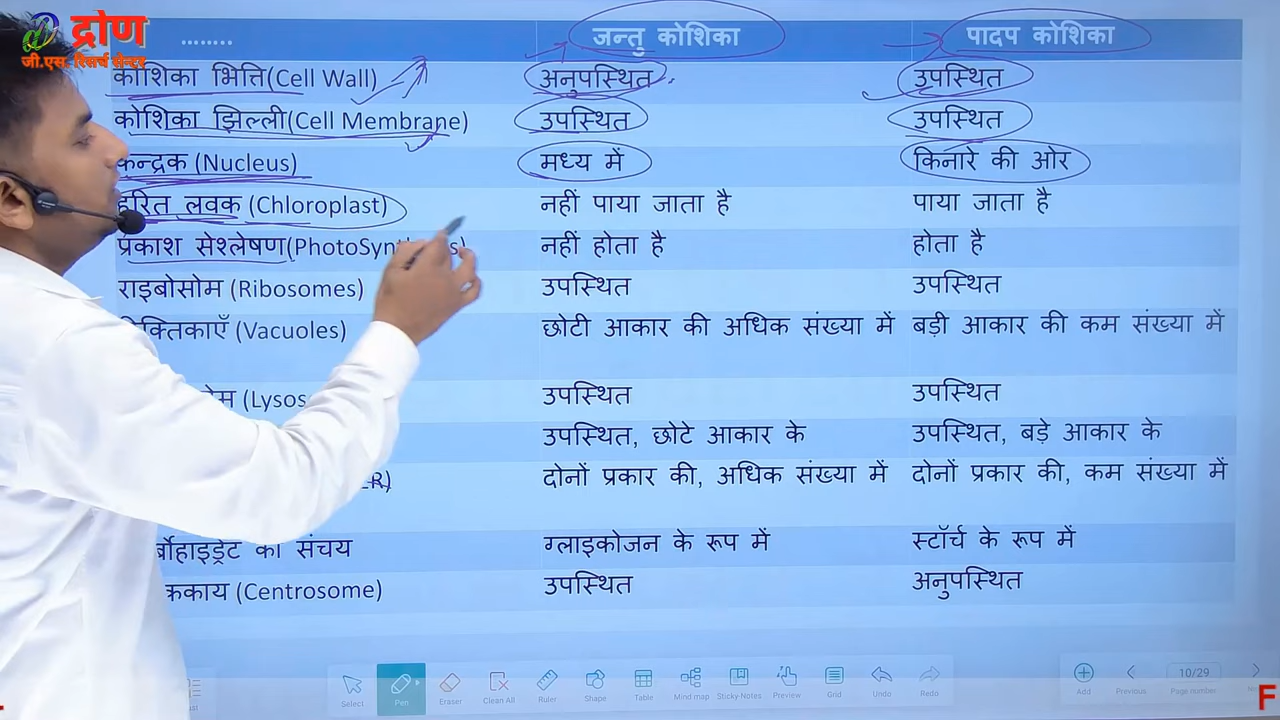 द्रोण
जी.एस. रिसर्च सेन्टर
........ जन्तु कोशिका पादप कोशिका
कोशिका भित्ति(Cell Wall) अनुपस्थित उपस्थित
कोशिका झिल्ली(Cell Membrane) उपस्थित उपस्थित
केन्द्रक (Nucleus) मध्य में किनारे की ओर
हरित लवक (Chloroplast) नहीं पाया जाता है पाया जाता है
प्रकाश सेश्लेषण नहीं होता है होता है
राइबोसोम (Ribosomes) उपस्थित उपस्थित
(Vacuoles) छोटी आकार की अधिक संख्या में बड़ी आकार की कम संख्या में
उपस्थित उपस्थित
उपस्थित, छोटे आकार के उपस्थित, बड़े आकार के
दोनों प्रकार की, अधिक संख्या में दोनों प्रकार की, कम संख्या में
का संचय ग्लाइकोजन के रूप में स्टॉर्च के रूप में
(Centrosome) उपस्थित अनुपस्थित
Select Pen Eraser Clean All Ruler Shape Table Mind map Sticky-Notes Preview Grid Undo Redo Add Previous 10/29 Page number
F